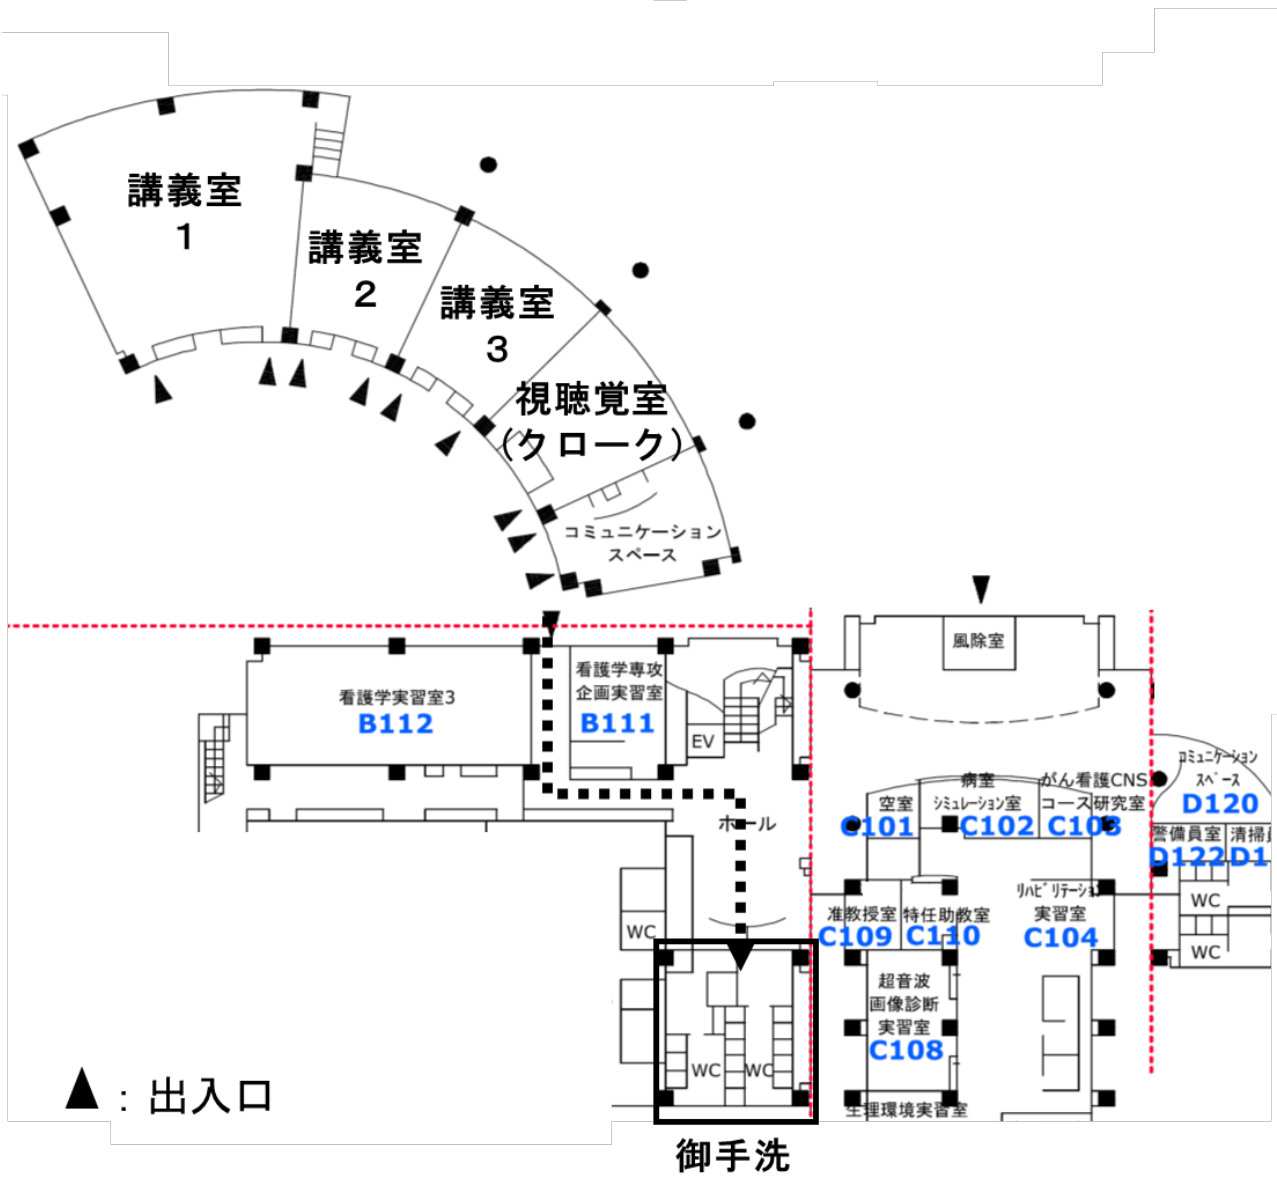 講義室
1
講義室
2
講義室
3
視聴覚室
(クローク)
コミュニケーション
スペース
風除室
看護学実習室3
B112
看護学専攻
企画実習室
B111
EV
ホール
空室
C101
病室
シミュレーション室
C102
がん看護CNS
コース研究室
C103
コミュニケーション
スペース
D120
警備員室
D122
清掃
D1
WC
WC
准教授室
C109
特任助教室
C110
リハビリテーション
実習室
C104
WC
超音波
画像診断
実習室
C108
WC
WC
生理環境実習室
:出入口
御手洗